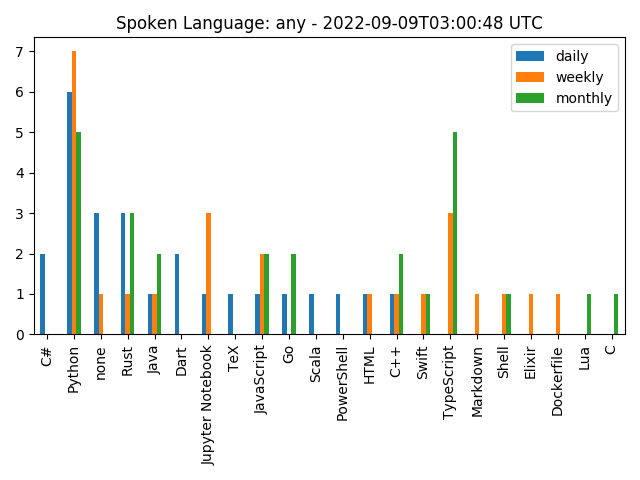 Spoken Language: any - 2022-09-09T03:00:48 UTC
daily
weekly
monthly
7
6
5
4
3
2
1
0
C#
Python
none
Rust
Java
Dart
Jupyter Notebook
TeX
JavaScript
Go
Scala
PowerShell
HTML
C++
Swift
TypeScript
Markdown
Shell
Elixir
Dockerfile
Lua
C